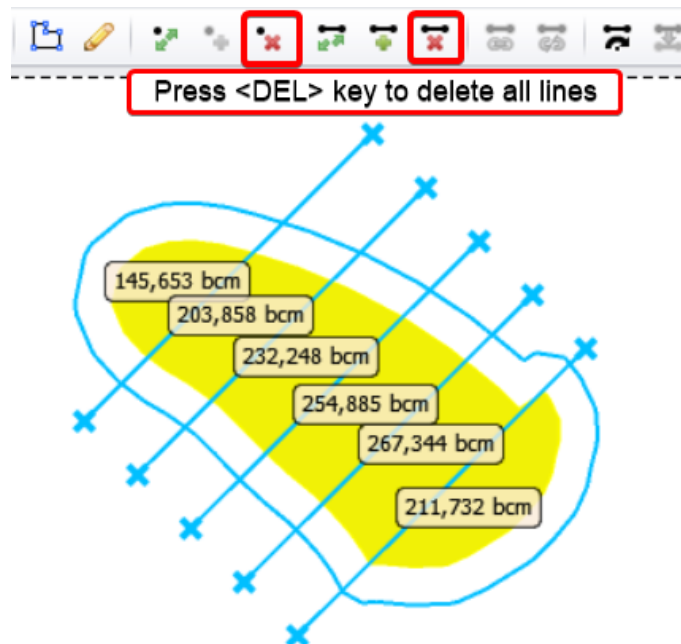 Press <DEL> key to delete all lines
145,653 bcm
203,858 bcm
232,248 bcm
254,885 bcm
267,344 bcm
211,732 bcm